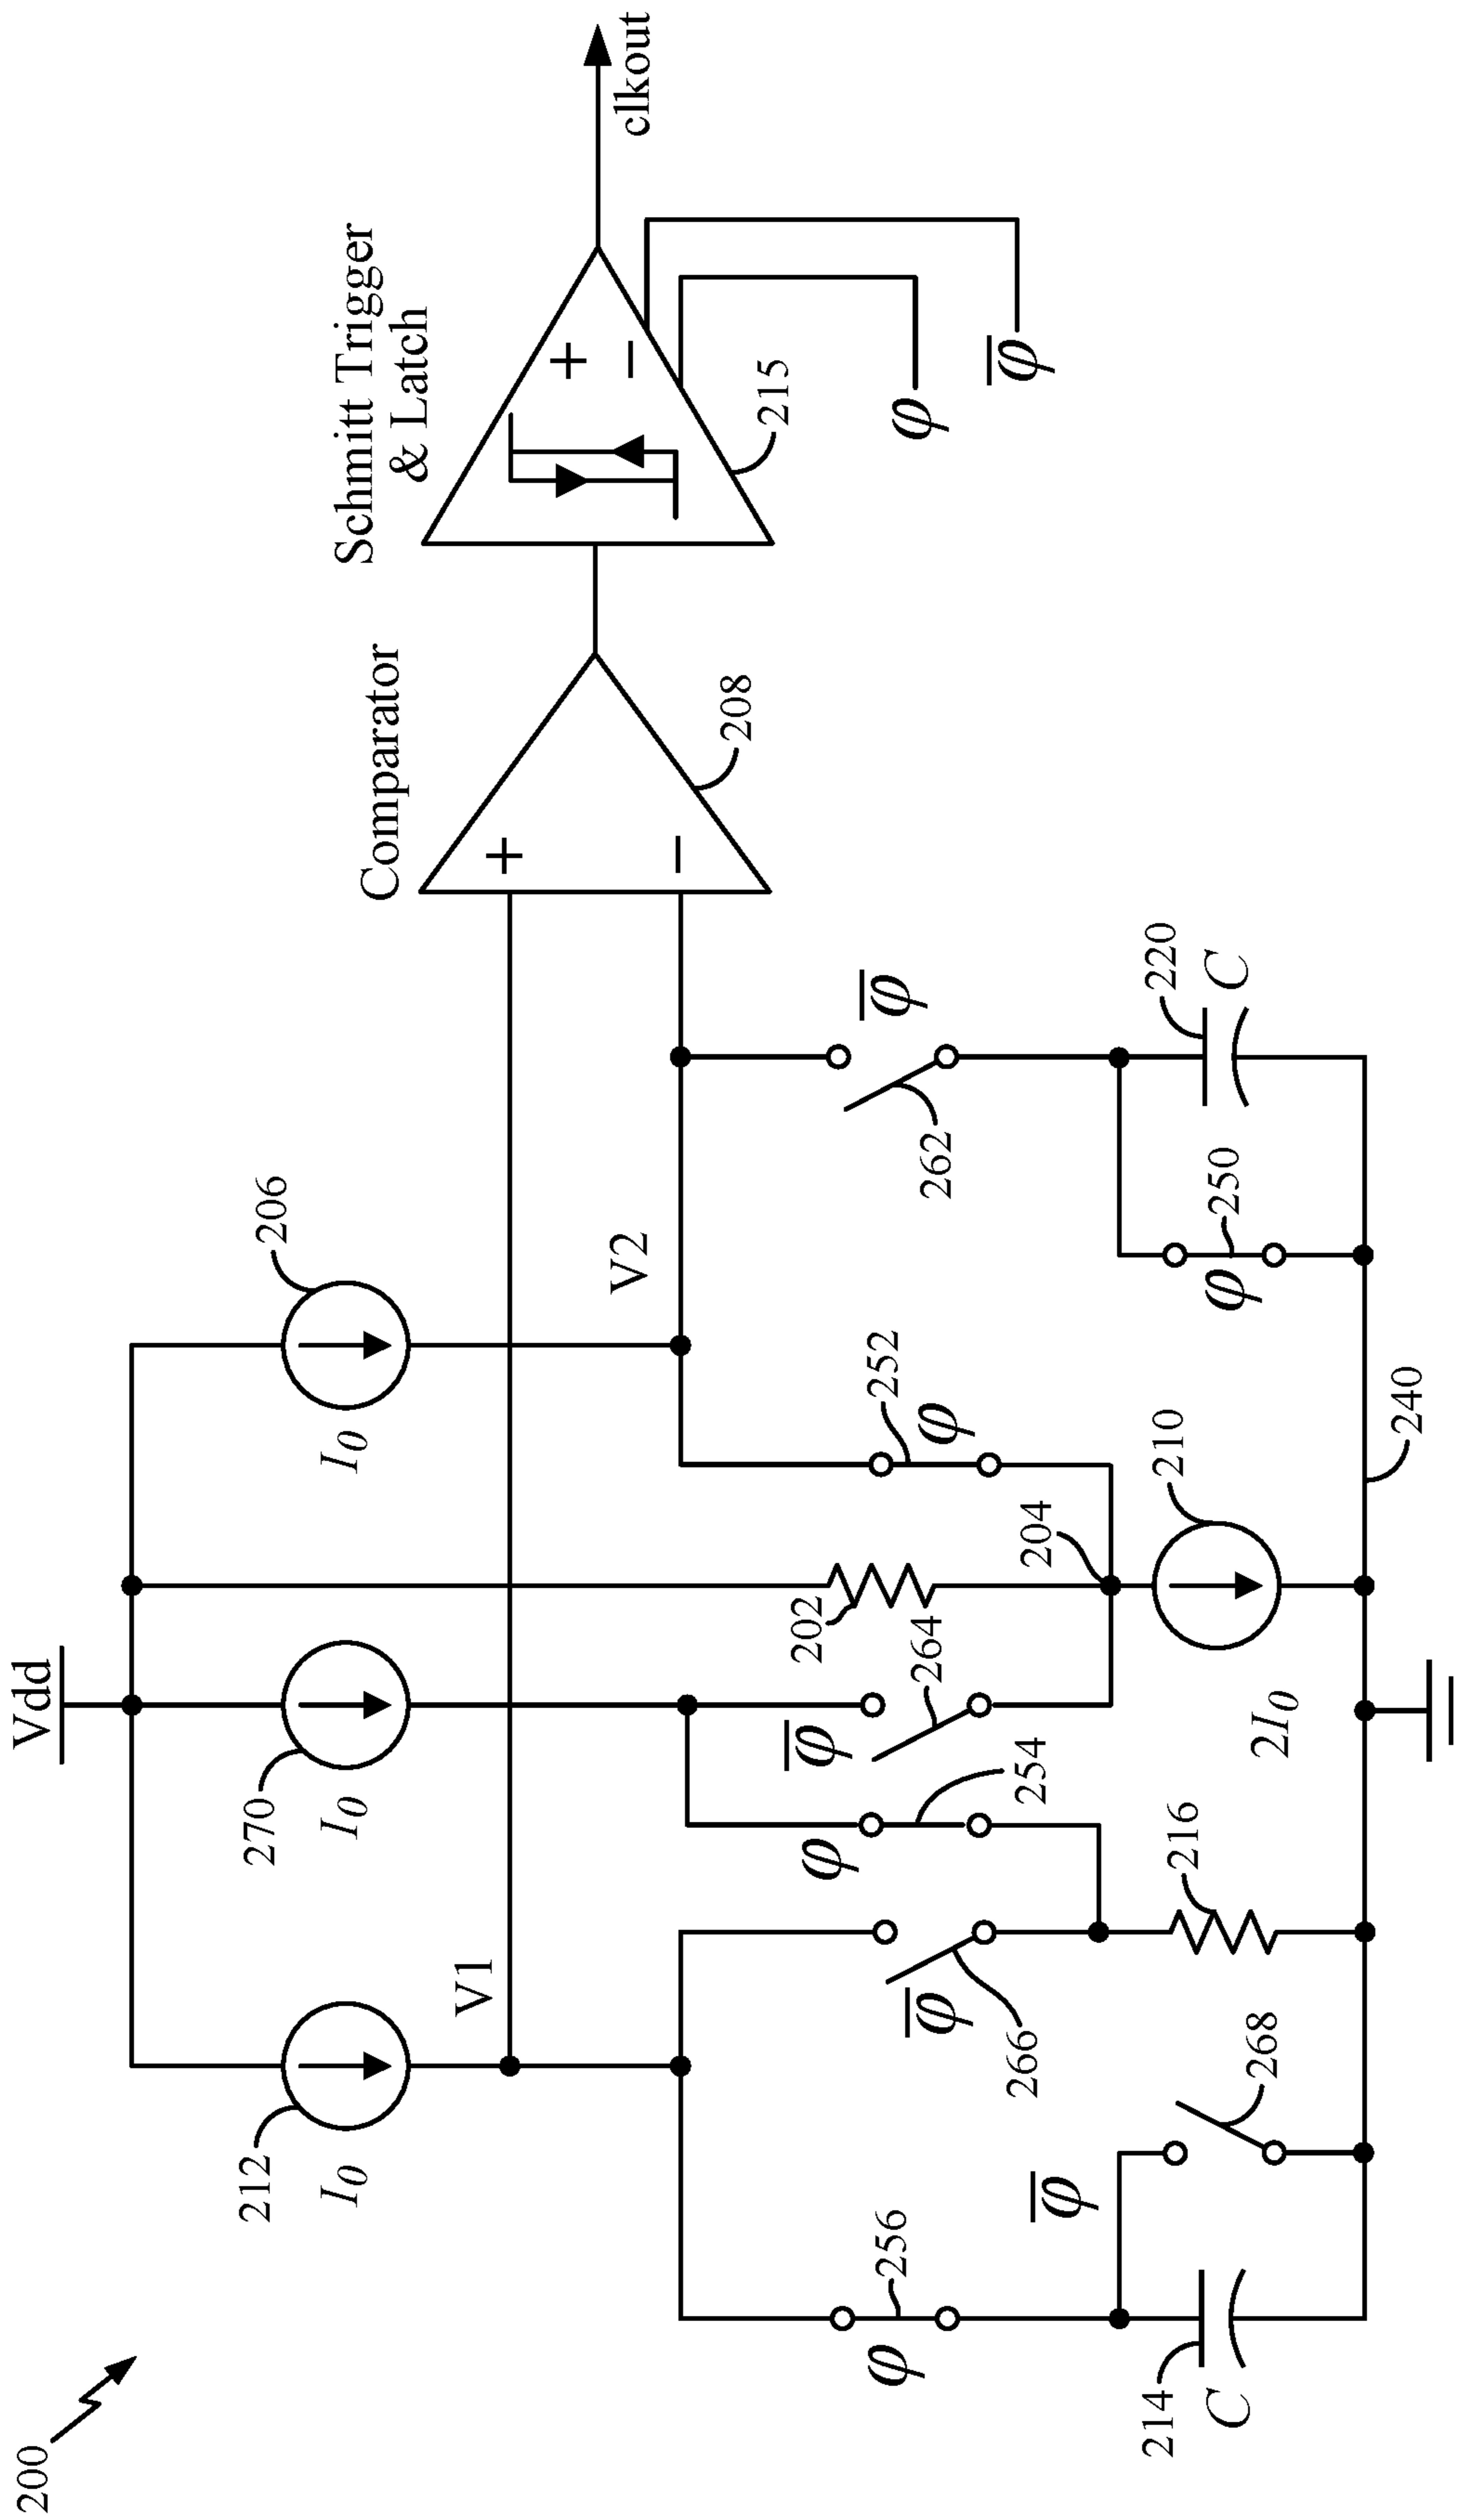 200
Vdd
212
I0
270
I0
206
I0
V1
V2
Comparator
+
−
208
Schmitt Trigger
& Latch
+
−
215
clkout
φ
φ̅
φ
256
φ̅
266
φ
254
φ̅
264
202
204
252
φ
262
φ̅
214
C
φ̅
268
216
2I0
210
240
φ
250
220
C